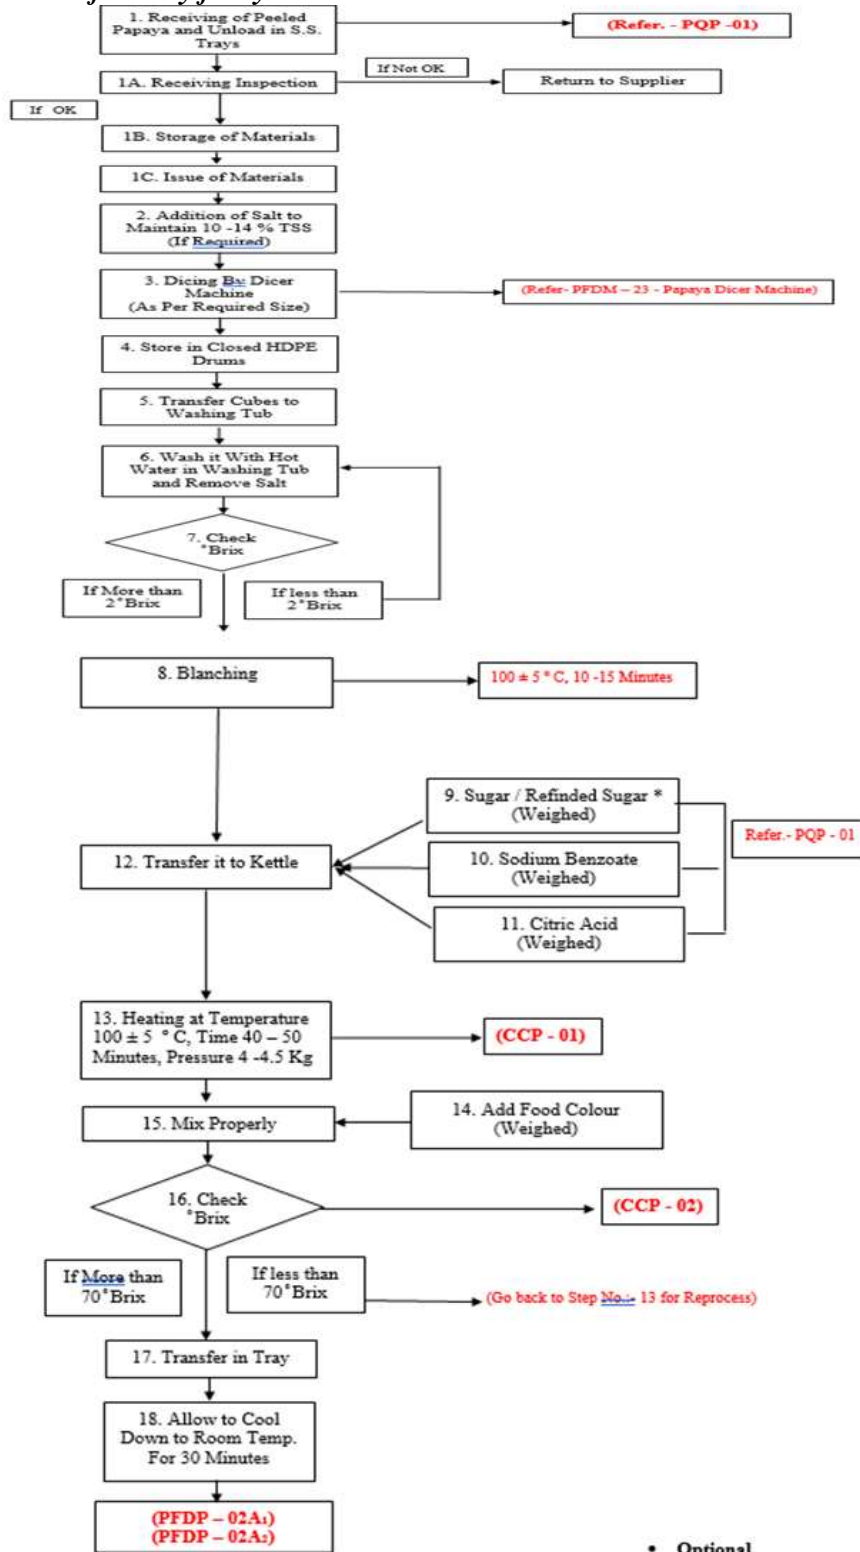 1. Receiving of Peeled
Papaya and Unload in S.S.
Trays
(Refer. - PQP -01)
If Not OK
1A. Receiving Inspection
Return to Supplier
If OK
1B. Storage of Materials
1C. Issue of Materials
2. Addition of Salt to
Maintain 10 -14 % TSS
(If Required)
3. Dicing By Dicer
Machine
(As Per Required Size)
(Refer- PFDM – 23 - Papaya Dicer Machine)
4. Store in Closed HDPE
Drums
5. Transfer Cubes to
Washing Tub
6. Wash it With Hot
Water in Washing Tub
and Remove Salt
7. Check
°Brix
If More than
2°Brix
If less than
2°Brix
8. Blanching
100 ± 5 ° C, 10 -15 Minutes
9. Sugar / Refinded Sugar *
(Weighed)
Refer.- PQP - 01
10. Sodium Benzoate
(Weighed)
12. Transfer it to Kettle
11. Citric Acid
(Weighed)
13. Heating at Temperature
100 ± 5 ° C, Time 40 – 50
Minutes, Pressure 4 -4.5 Kg
(CCP - 01)
14. Add Food Colour
(Weighed)
15. Mix Properly
16. Check
°Brix
(CCP - 02)
If More than
70°Brix
If less than
70°Brix
(Go back to Step No.:- 13 for Reprocess)
17. Transfer in Tray
18. Allow to Cool
Down to Room Temp.
For 30 Minutes
(PFDP – 02A1)
(PFDP – 02A2)
• Optional